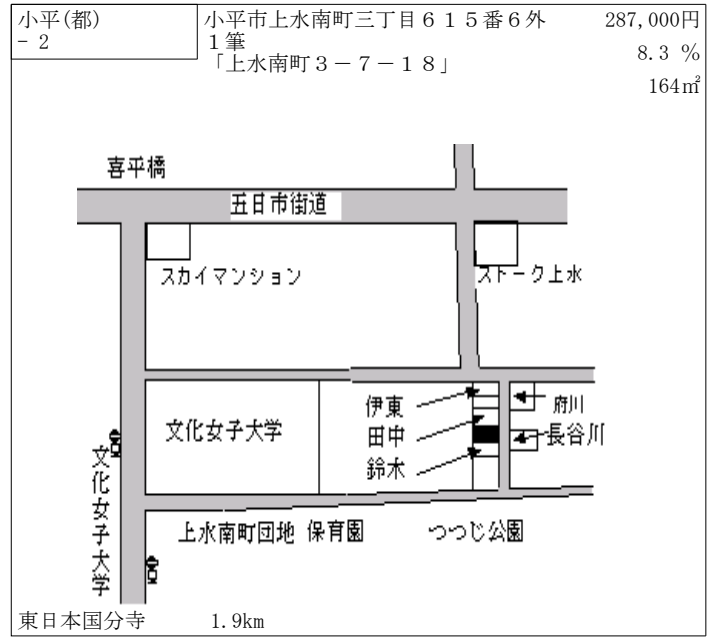 小平(都)
－２
小平市上水南町三丁目６１５番６外
１筆
「上水南町３－７－１８」
287,000円
8.3 %
164㎡
喜平橋
五日市街道
スカイマンション
ストーク上水
伊東
府川
文化女子大学
田中
長谷川
鈴木
文化女子大学
上水南町団地
保育園
つつじ公園
東日本国分寺
1.9km